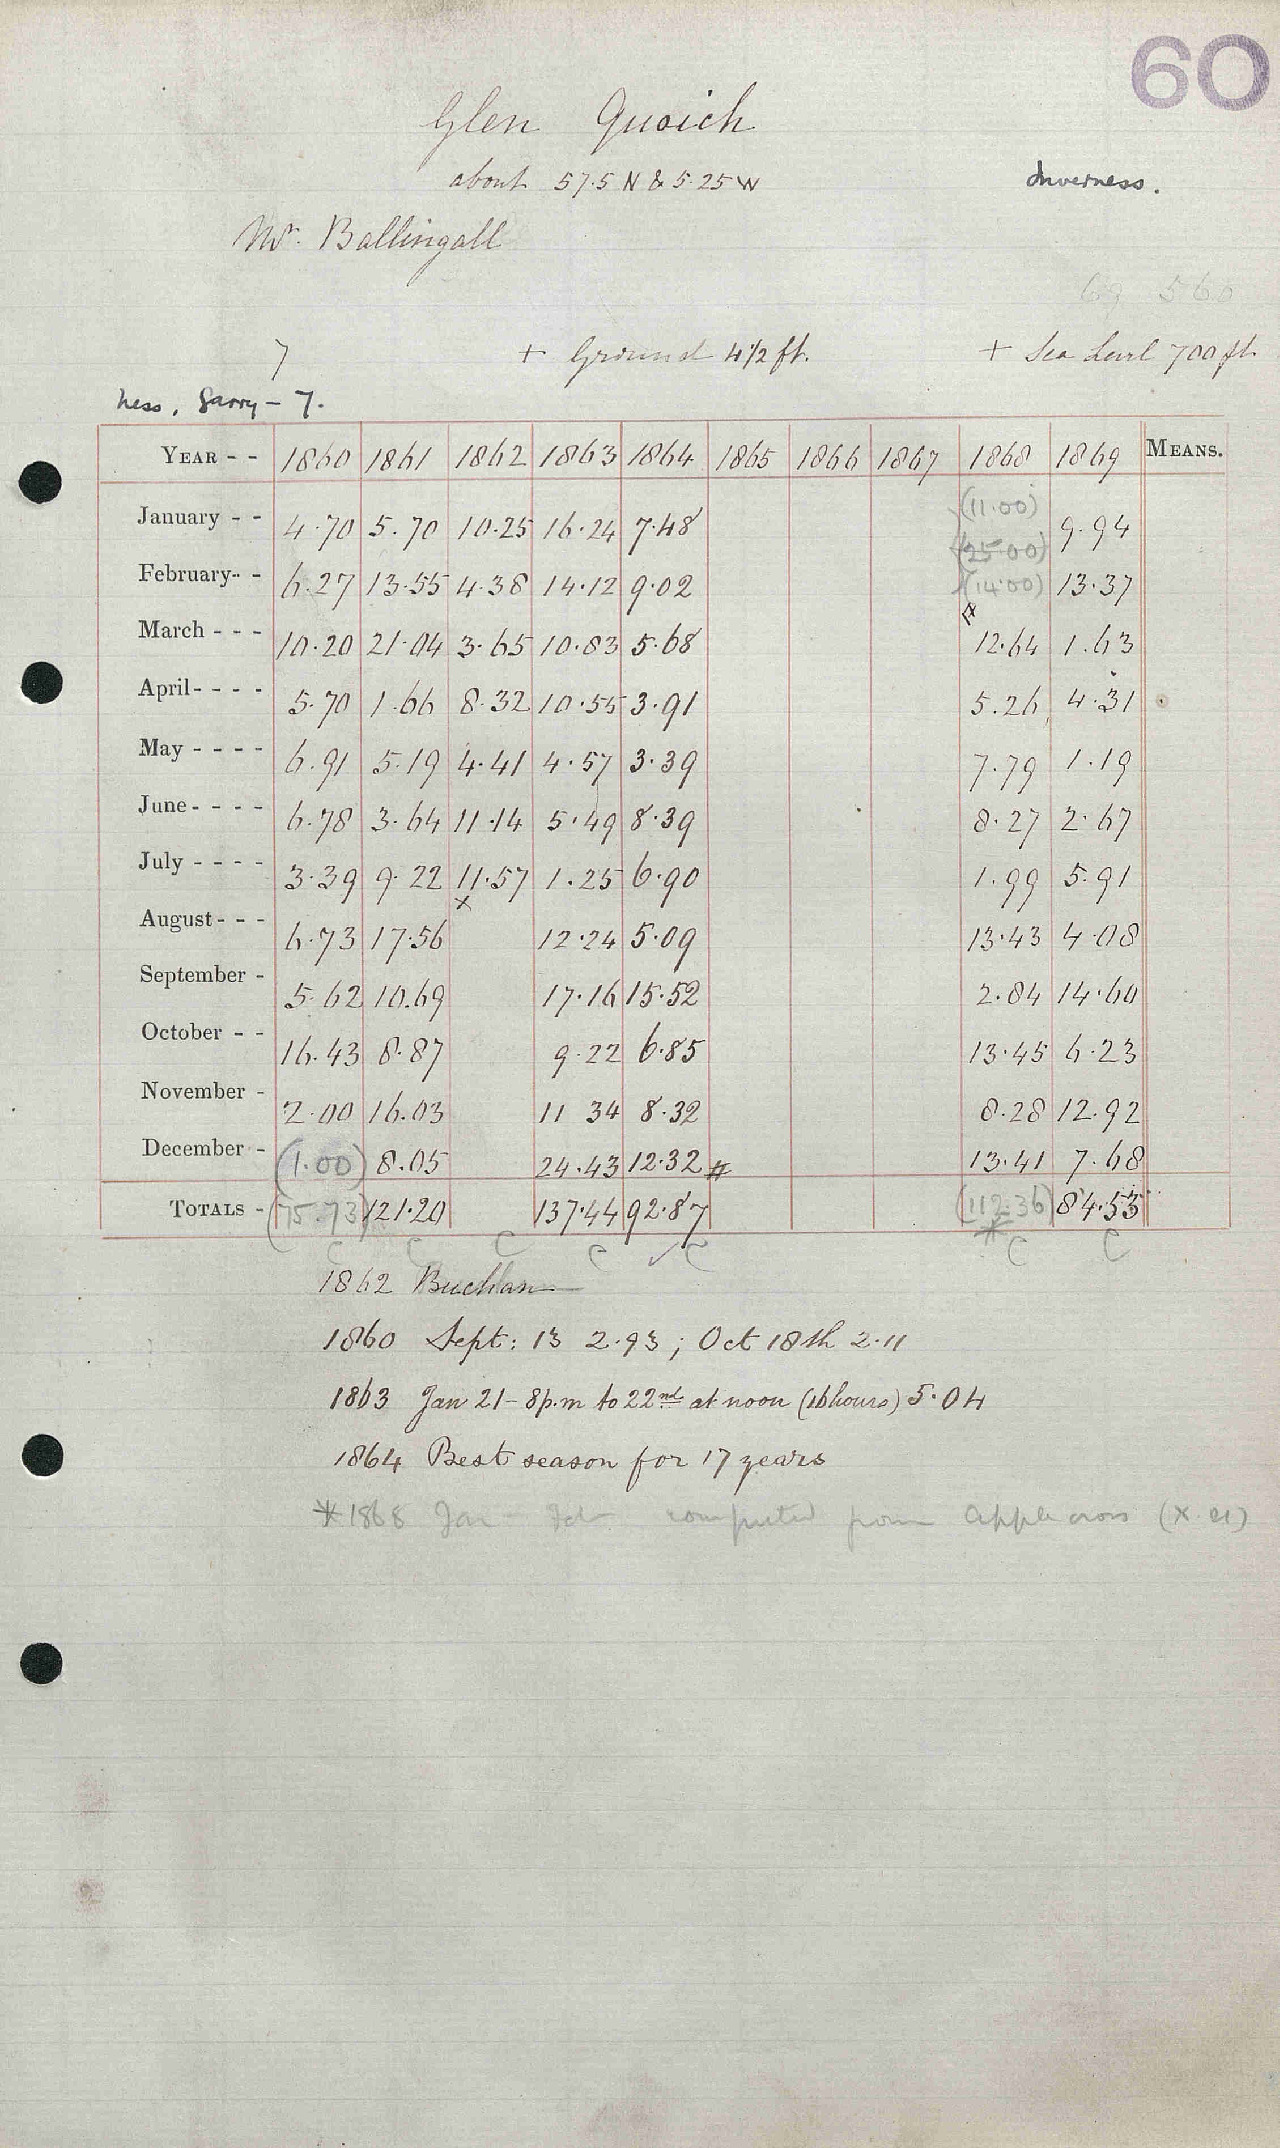 60
Glen Quoich
about 57.5 N & 5.25 W
Inverness.
Mr. Ballingall
69 560
7 + Ground 4 1/2 ft. + Sea Level 700 ft.
Ness, Garry - 7.
YEAR - - 1860 1861 1862 1863 1864 1865 1866 1867 1868 1869 MEANS.
January - - 4.70 5.70 10.25 16.24 7.48 (11.00) 9.94
(25.00)
February - - 6.27 13.55 4.38 14.12 9.02 (14.00) 13.37
March - - - 10.20 21.04 3.65 10.83 5.68 12.64 1.63
April - - - - 5.70 1.66 8.32 10.55 3.91 5.26 4.31
May - - - - 6.91 5.19 4.41 4.57 3.39 7.79 1.19
June - - - - 6.78 3.64 11.14 5.49 8.39 8.27 2.67
July - - - - 3.39 9.22 11.57 1.25 6.90 1.99 5.91
x
August - - - 6.73 17.56 12.24 5.09 13.43 4.08
September - 5.62 10.69 17.16 15.52 2.84 14.60
October - - 16.43 8.87 9.22 6.85 13.45 6.23
November - 2.00 16.03 11 34 8.32 8.28 12.92
December - (1.00) 8.05 24.43 12.32 # 13.41 7.68
TOTALS - (75.73) 121.20 137.44 92.87 (112.36) 84.53
*
C C C C ✓ C C C
1862 Buchan
1860 Sept: 13 2.93 ; Oct 18th 2.11
1863 Jan 21 - 8p.m to 22nd at noon (16 hours) 5.04
1864 Best season for 17 years
* 1868 Jan - Feb computed from Applecross